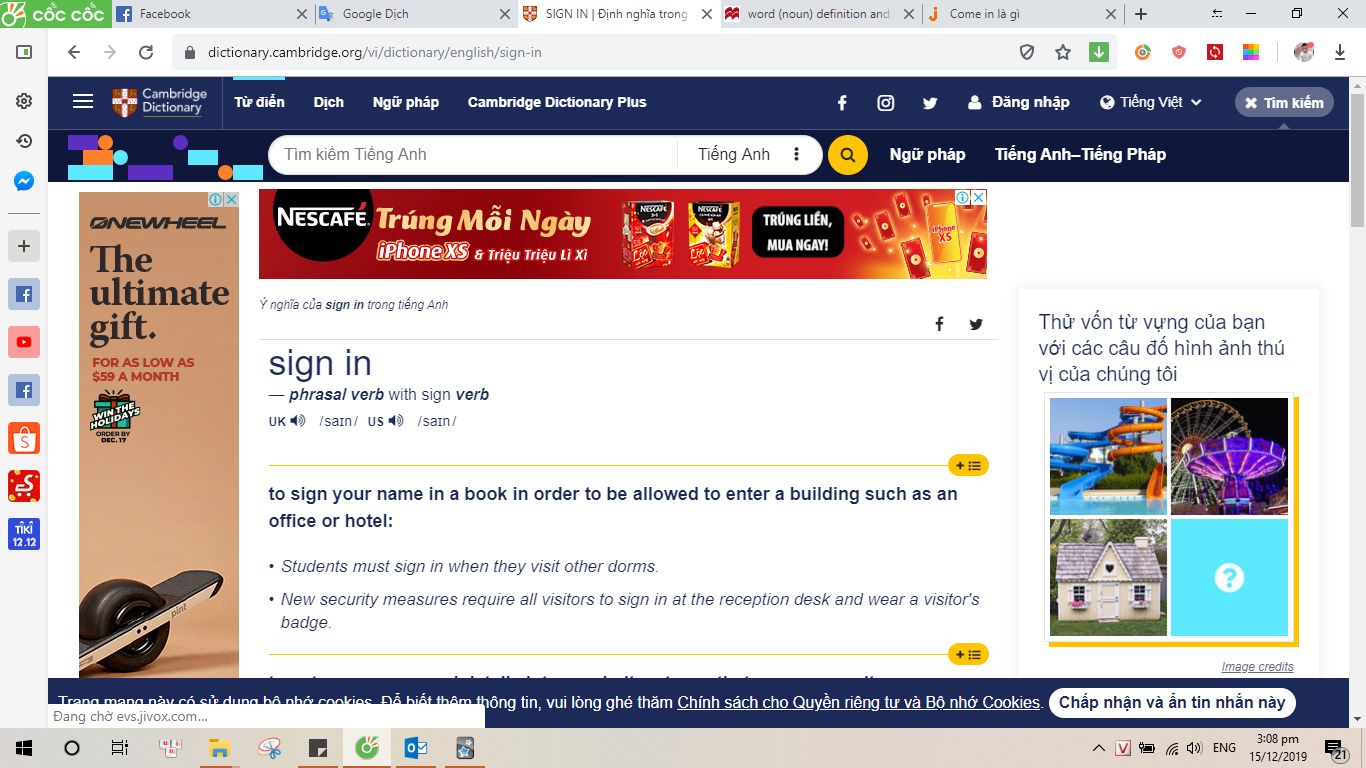 cốc cốc
Facebook
Google Dịch
SIGN IN | Định nghĩa trong
word (noun) definition and
Come in là gì
dictionary.cambridge.org/vi/dictionary/english/sign-in
Cambridge
Dictionary
Từ điển
Dịch
Ngữ pháp
Cambridge Dictionary Plus
Đăng nhập
Tiếng Việt
Tìm kiếm
Tìm kiếm Tiếng Anh
Tiếng Anh
Ngữ pháp
Tiếng Anh–Tiếng Pháp
ONEWHEEL
The
ultimate
gift.
FOR AS LOW AS
$59 A MONTH
WIN THE
HOLIDAYS
ORDER BY
DEC. 17
pint
NESCAFÉ
Trúng Mỗi Ngày
iPhone XS & Triệu Triệu Lì Xì
TRÚNG LIỀN,
MUA NGAY!
iPhone
XS
Ý nghĩa của sign in trong tiếng Anh
sign in
— phrasal verb with sign verb
UK /saɪn/ US /saɪn/
to sign your name in a book in order to be allowed to enter a building such as an
office or hotel:
• Students must sign in when they visit other dorms.
• New security measures require all visitors to sign in at the reception desk and wear a visitor's
badge.
Thử vốn từ vựng của bạn
với các câu đố hình ảnh thú
vị của chúng tôi
?
Image credits
Trang mạng này có sử dụng bộ nhớ cookies. Để biết thêm thông tin, vui lòng ghé thăm Chính sách cho Quyền riêng tư và Bộ nhớ Cookies.
Chấp nhận và ẩn tin nhắn này
Đang chờ evs.jivox.com...
TIKI
12.12
ENG
3:08 pm
15/12/2019
21